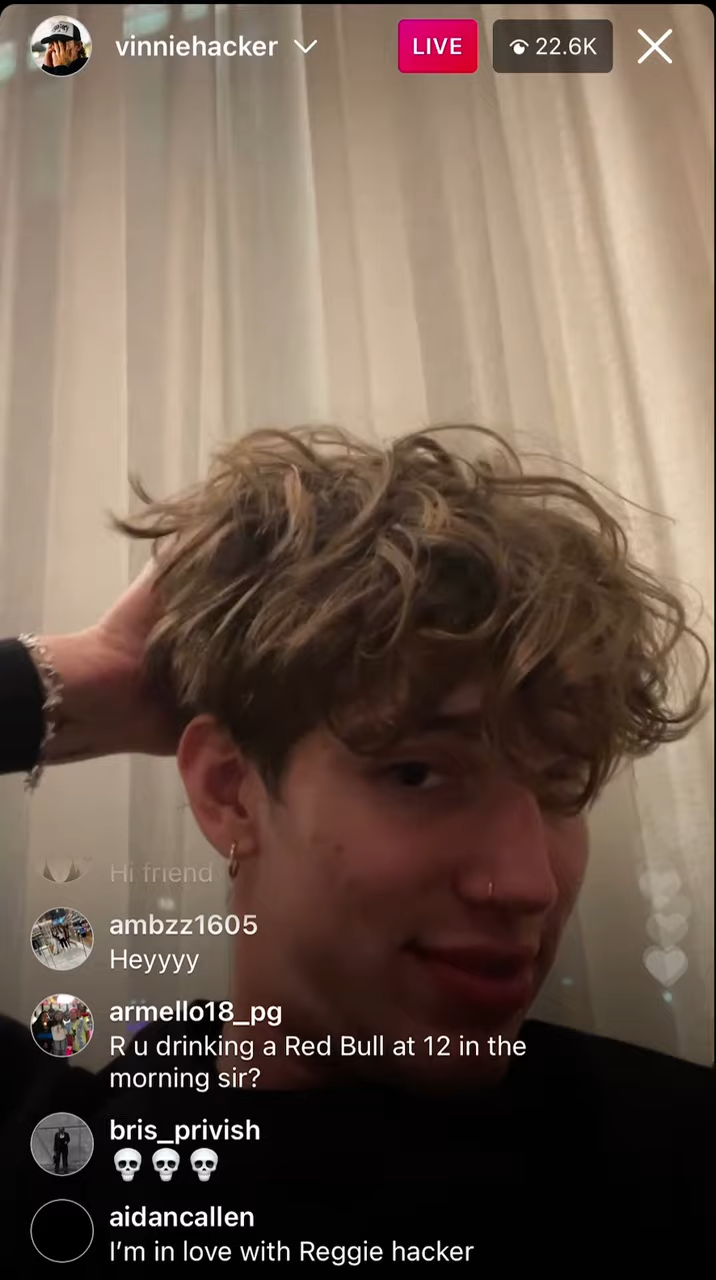 vinniehacker
LIVE
22.6K
Hi friend
ambzz1605
Heyyyy
armello18_pg
R u drinking a Red Bull at 12 in the
morning sir?
bris_privish
💀💀💀
aidancallen
I’m in love with Reggie hacker